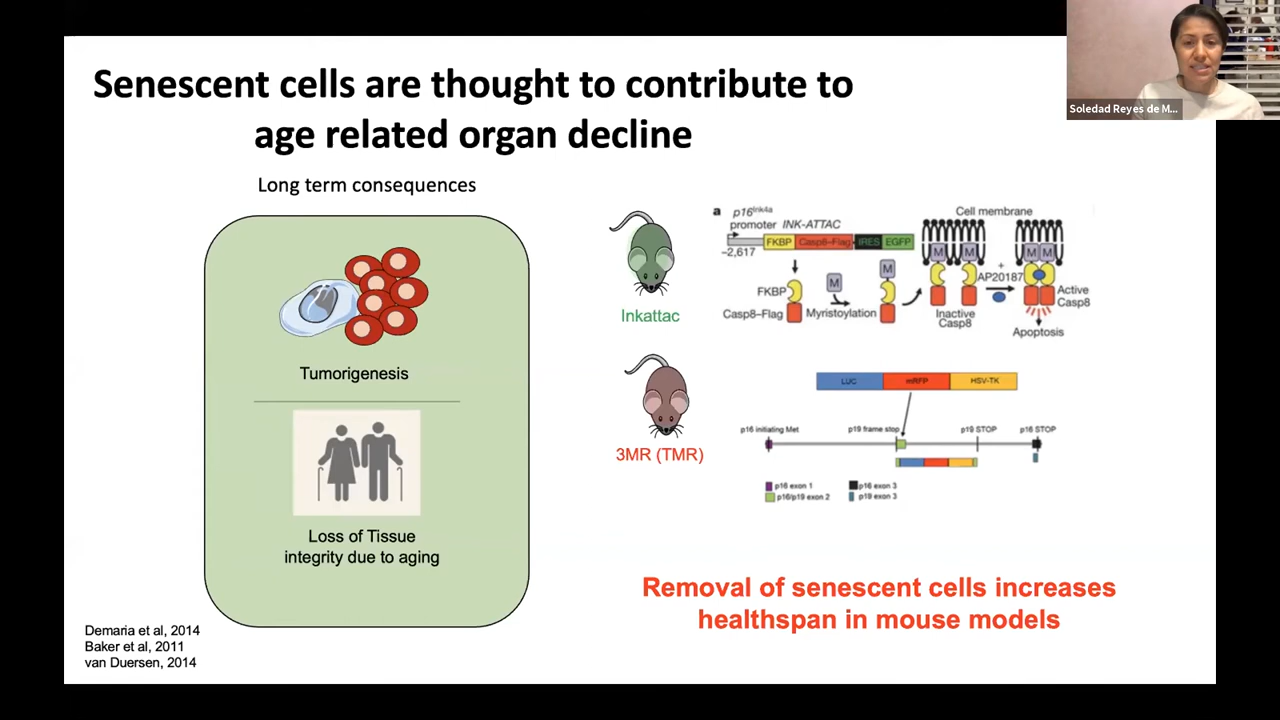 Senescent cells are thought to contribute to
age related organ decline
Soledad Reyes de M...
Long term consequences
Tumorigenesis
Loss of Tissue
integrity due to aging
Demaria et al, 2014
Baker et al, 2011
van Duersen, 2014
Inkattac
3MR (TMR)
a
p16Ink4a
promoter INK-ATTAC
−2,617
FKBP Casp8–Flag IRES EGFP
FKBP
Casp8–Flag
M
Myristoylation
M
Cell membrane
M M
Inactive
Casp8
+
AP20187
M M
Active
Casp8
Apoptosis
LUC mRFP HSV-TK
p16 initiating Met p19 frame stop p19 STOP p16 STOP
p16 exon 1 p16 exon 3
p16/p19 exon 2 p19 exon 3
Removal of senescent cells increases
healthspan in mouse models